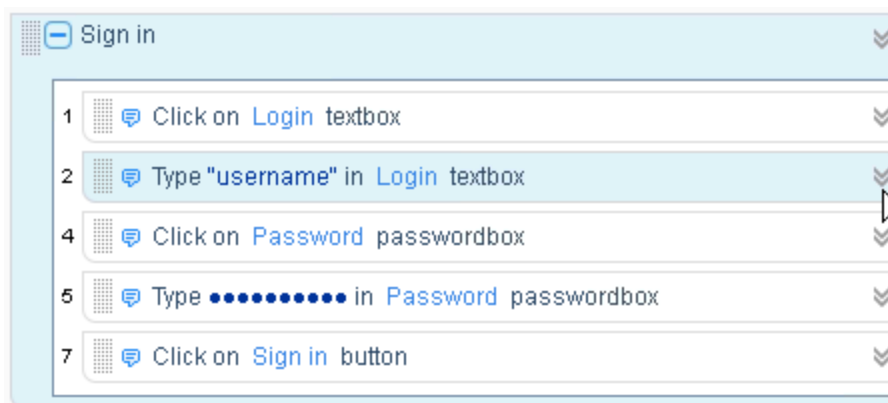 Sign in
1 Click on Login textbox
2 Type "username" in Login textbox
4 Click on Password passwordbox
5 Type •••••••••• in Password passwordbox
7 Click on Sign in button